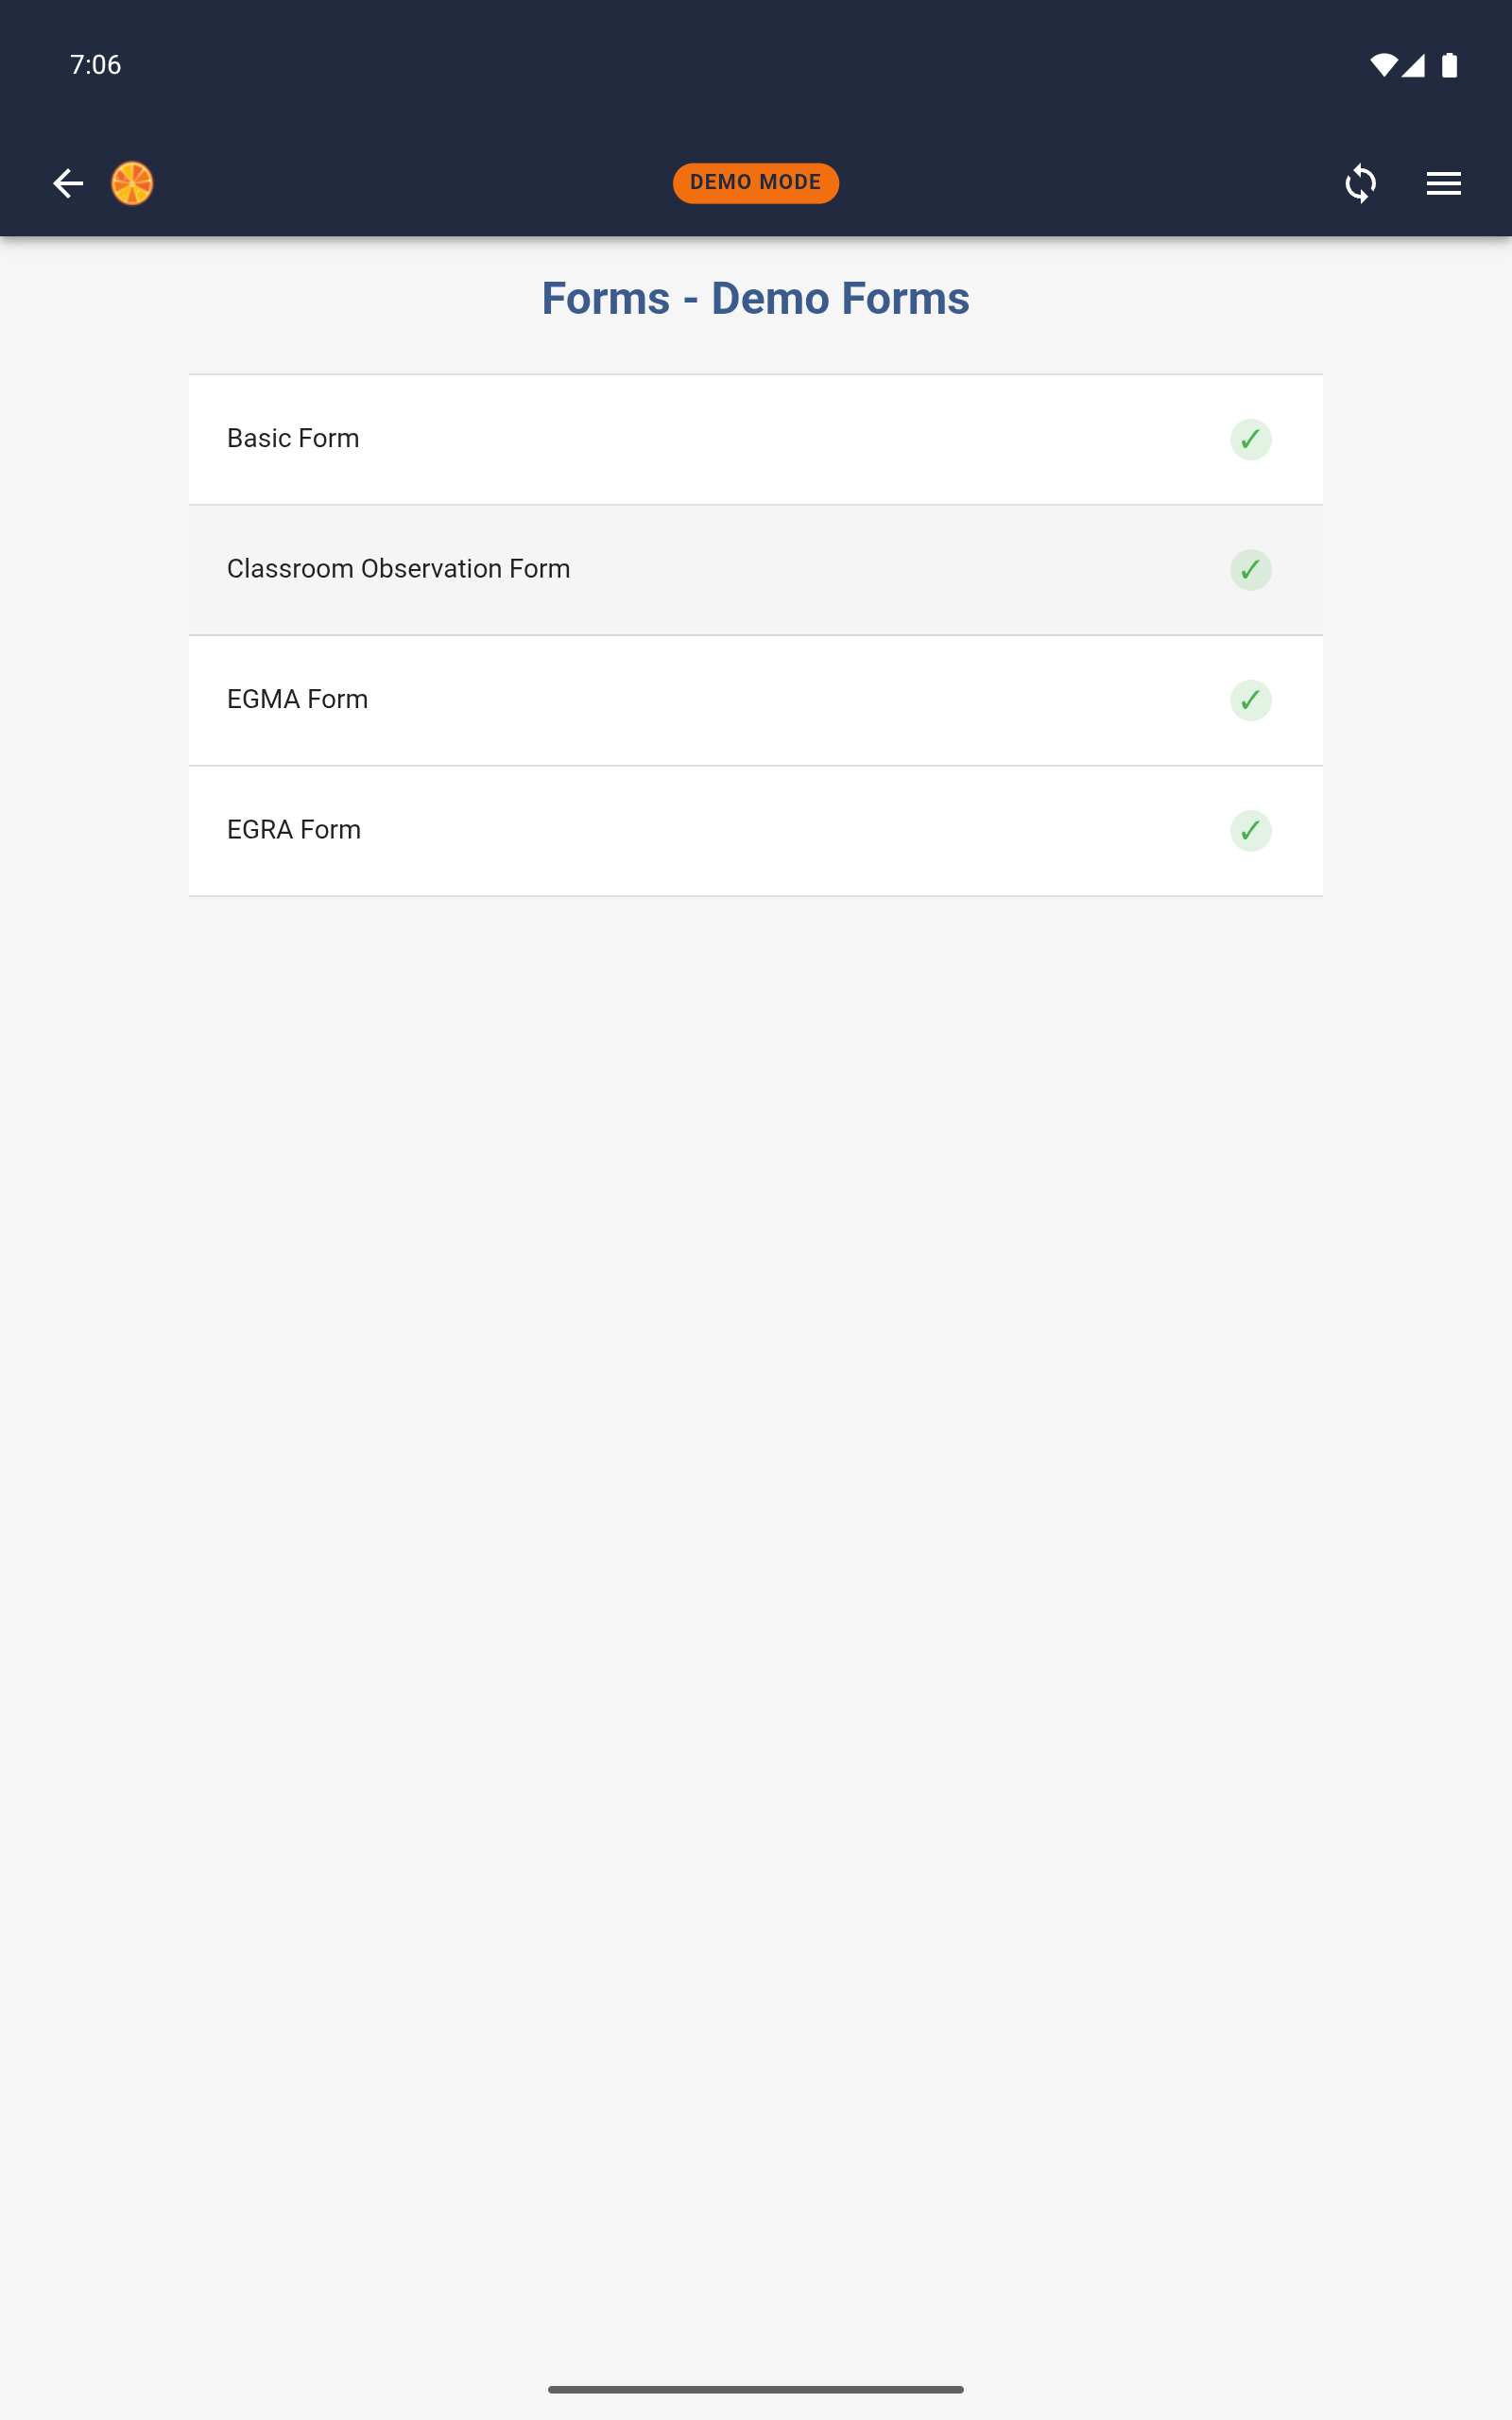 7:06
DEMO MODE
Forms - Demo Forms
Basic Form
Classroom Observation Form
EGMA Form
EGRA Form